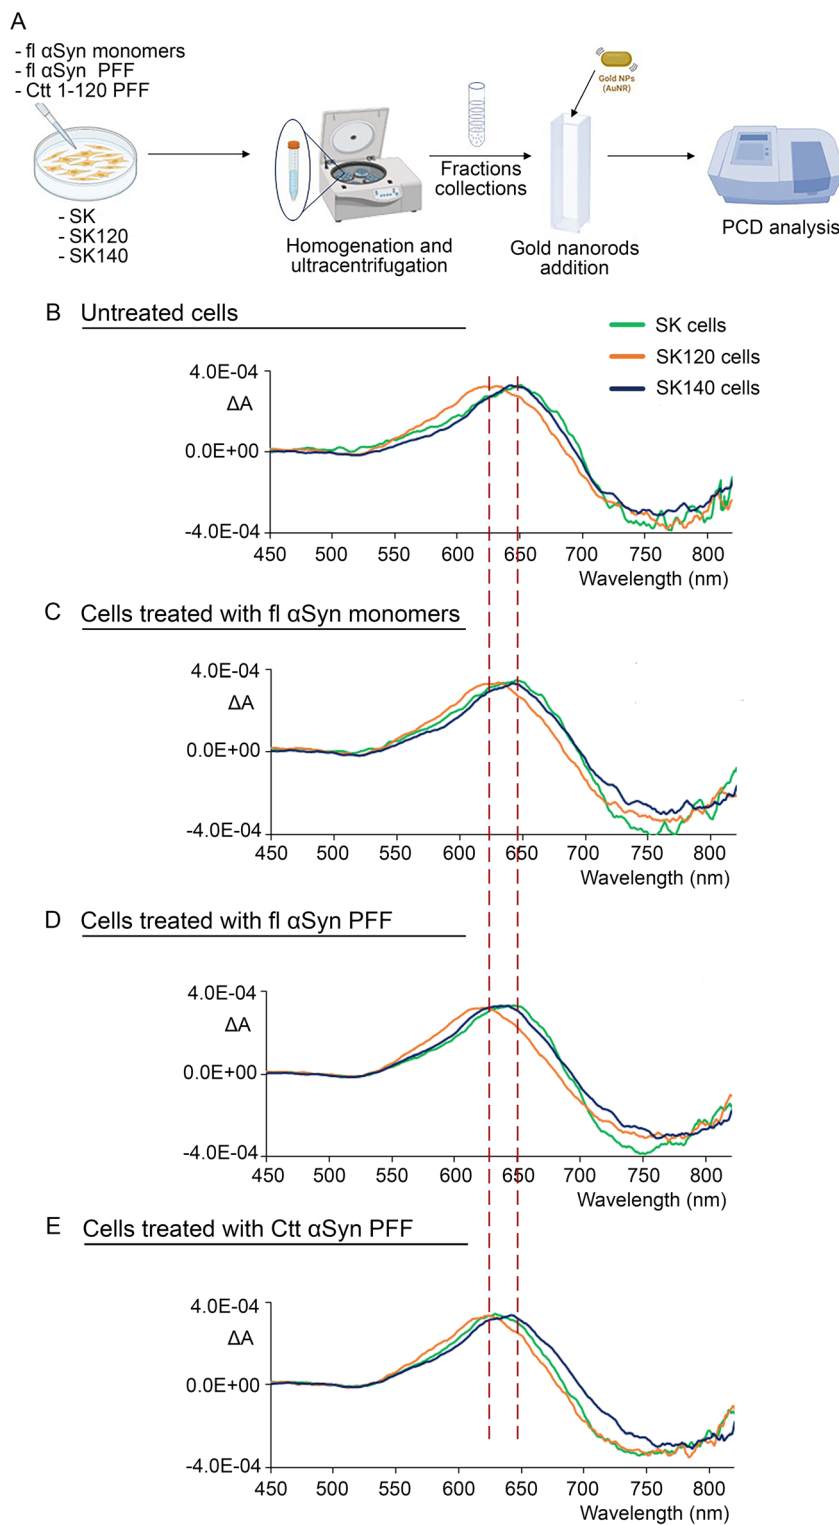 A
- fl αSyn monomers
- fl αSyn PFF
- Ctt 1-120 PFF
- SK
- SK120
- SK140
Homogenation and
ultracentrifugation
Fractions
collections
Gold NPs
(AuNR)
Gold nanorods
addition
PCD analysis
B Untreated cells
SK cells
SK120 cells
SK140 cells
4.0E-04
ΔA
0.0E+00
-4.0E-04
450 500 550 600 650 700 750 800
Wavelength (nm)
C Cells treated with fl αSyn monomers
4.0E-04
ΔA
0.0E+00
-4.0E-04
450 500 550 600 650 700 750 800
Wavelength (nm)
D Cells treated with fl αSyn PFF
4.0E-04
ΔA
0.0E+00
-4.0E-04
450 500 550 600 650 700 750 800
Wavelength (nm)
E Cells treated with Ctt αSyn PFF
4.0E-04
ΔA
0.0E+00
-4.0E-04
450 500 550 600 650 700 750 800
Wavelength (nm)